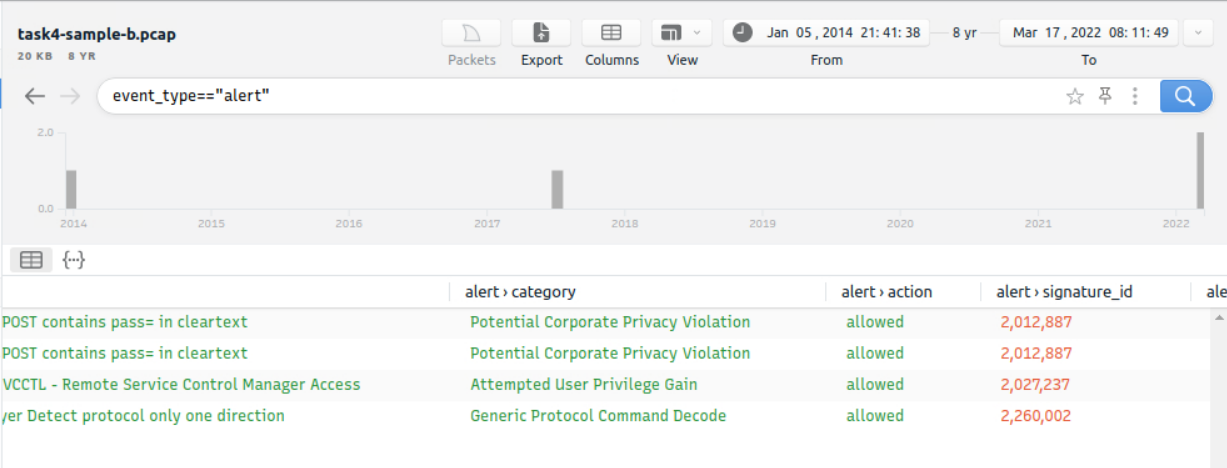 task4-sample-b.pcap
20 KB 8 YR
Packets
Export
Columns
View
Jan 05 , 2014 21:41:38
8 yr
Mar 17 , 2022 08:11:49
From
To
event_type=="alert"
2.0
0.0
2014 2015 2016 2017 2018 2019 2020 2021 2022
alert › category alert › action alert › signature_id ale
POST contains pass= in cleartext Potential Corporate Privacy Violation allowed 2,012,887
POST contains pass= in cleartext Potential Corporate Privacy Violation allowed 2,012,887
VCCTL - Remote Service Control Manager Access Attempted User Privilege Gain allowed 2,027,237
yer Detect protocol only one direction Generic Protocol Command Decode allowed 2,260,002